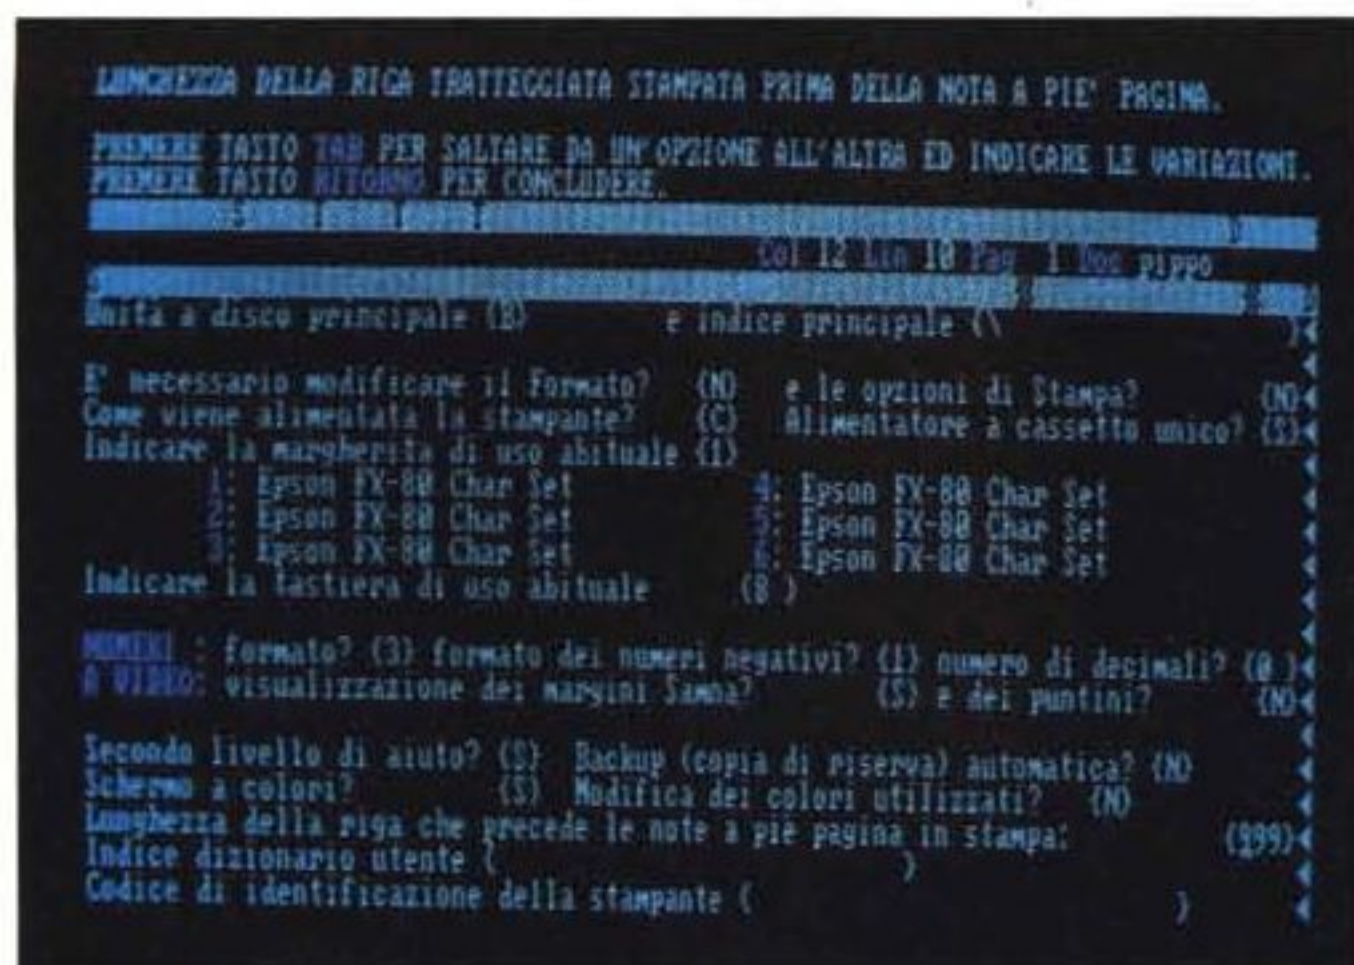 LUNGHEZZA DELLA RIGA TRATTEGGIATA STAMPATA PRIMA DELLA NOTA A PIE' PAGINA.
PREMERE TASTO TAB PER SALTARE DA UN'OPZIONE ALL'ALTRA ED INDICARE LE VARIAZIONI.
PREMERE TASTO RITORNO PER CONCLUDERE.
Col 12 Lin 10 Pag 1 Doc pippo
Unità a disco principale (B) e indice principale (\ )
E' necessario modificare il Formato? (N) e le opzioni di Stampa? (N)
Come viene alimentata la stampante? (C) Alimentatore a cassetto unico? (S)
Indicare la margherita di uso abituale (1)
1: Epson FX-80 Char Set 4: Epson FX-80 Char Set
2: Epson FX-80 Char Set 5: Epson FX-80 Char Set
3: Epson FX-80 Char Set 6: Epson FX-80 Char Set
Indicare la tastiera di uso abituale (8 )
NUMERI : formato? (3) formato dei numeri negativi? (1) numero di decimali? (0 )
A VIDEO: visualizzazione dei margini Samna? (S) e dei puntini? (N)
Secondo livello di aiuto? (S) Backup (copia di riserva) automatica? (N)
Schermo a colori? (S) Modifica dei colori utilizzati? (N)
Lunghezza della riga che precede le note a piè pagina in stampa: (999)
Indice dizionario utente ( )
Codice di identificazione della stampante ( )